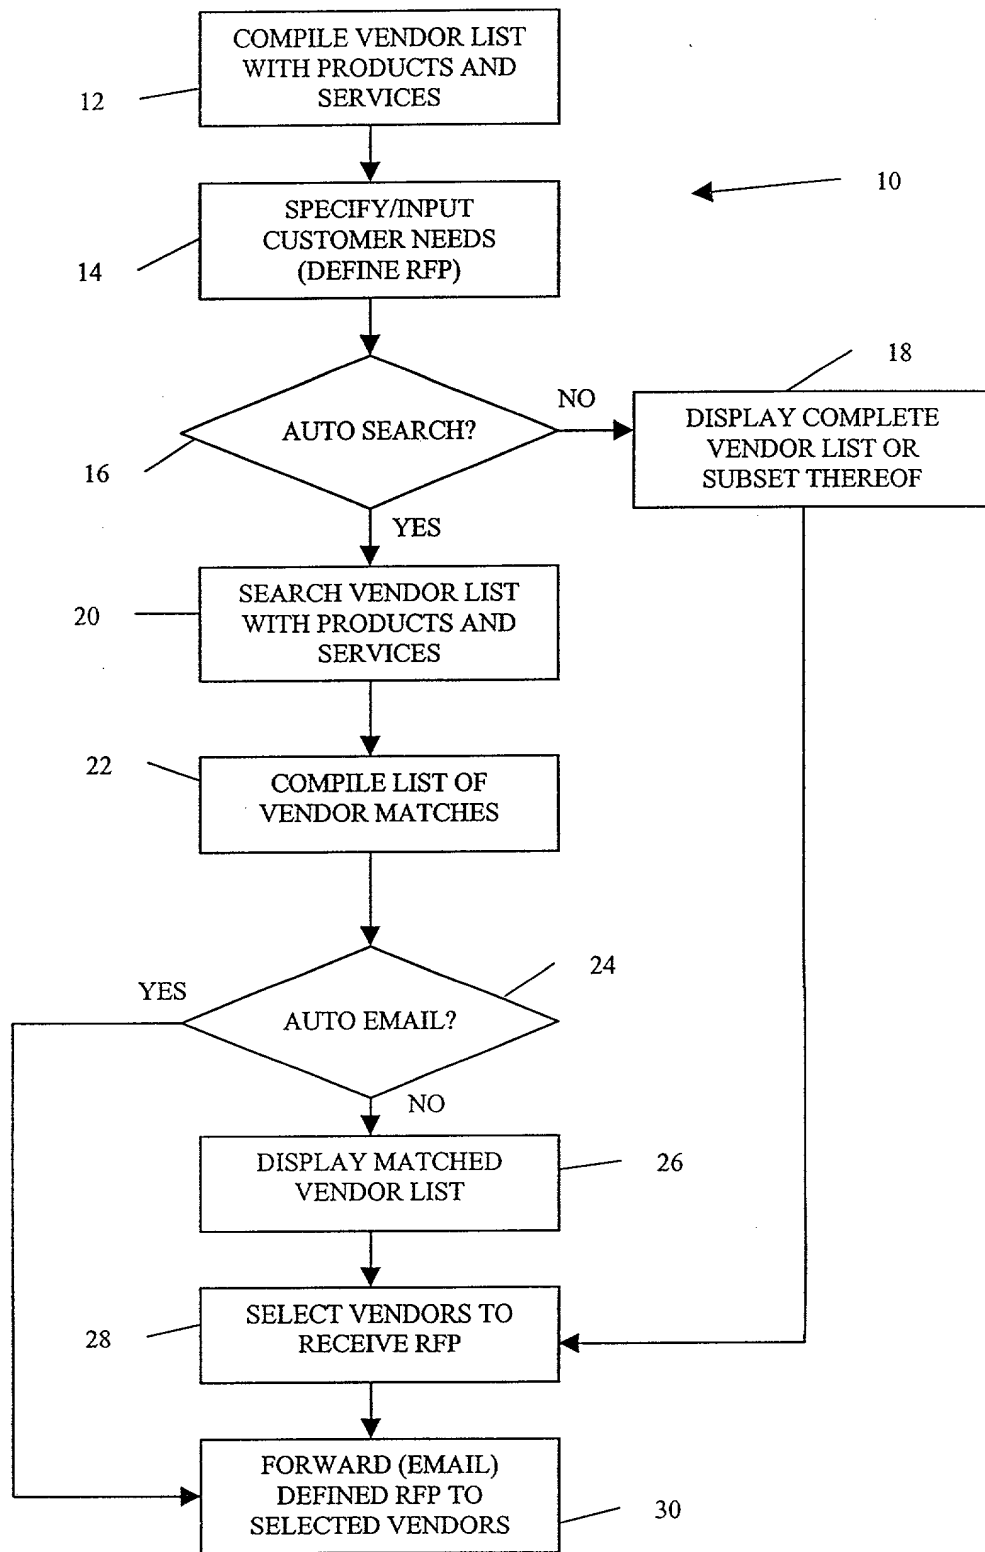 COMPILE VENDOR LIST
WITH PRODUCTS AND
SERVICES
12
10
SPECIFY/INPUT
CUSTOMER NEEDS
(DEFINE RFP)
14
18
AUTO SEARCH?
NO
16
YES
DISPLAY COMPLETE
VENDOR LIST OR
SUBSET THEREOF
SEARCH VENDOR LIST
WITH PRODUCTS AND
SERVICES
20
22
COMPILE LIST OF
VENDOR MATCHES
24
YES
AUTO EMAIL?
NO
DISPLAY MATCHED
VENDOR LIST
26
SELECT VENDORS TO
RECEIVE RFP
28
FORWARD (EMAIL)
DEFINED RFP TO
SELECTED VENDORS
30